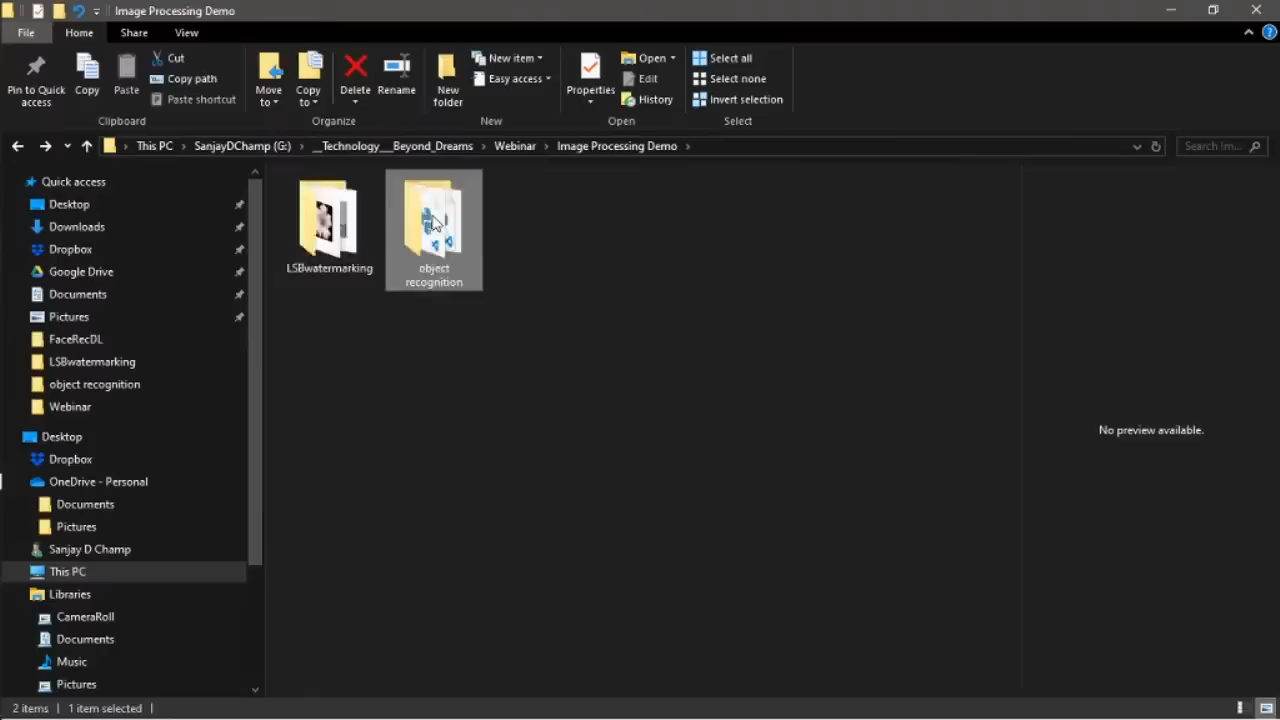 Image Processing Demo
File Home Share View
Pin to Quick access
Copy
Paste
Cut
Copy path
Paste shortcut
Clipboard
Move to
Copy to
Delete
Rename
Organize
New folder
New item
Easy access
New
Properties
Open
Edit
History
Open
Select all
Select none
Invert selection
Select
This PC SanjayDChamp (G:) __Technology__Beyond_Dreams Webinar Image Processing Demo
Search Im...
Quick access
Desktop
Downloads
Dropbox
Google Drive
Documents
Pictures
FaceRecDL
LSBwatermarking
object recognition
Webinar
Desktop
Dropbox
OneDrive - Personal
Documents
Pictures
Sanjay D Champ
This PC
Libraries
CameraRoll
Documents
Music
Pictures
LSBwatermarking
object
recognition
No preview available.
2 items 1 item selected